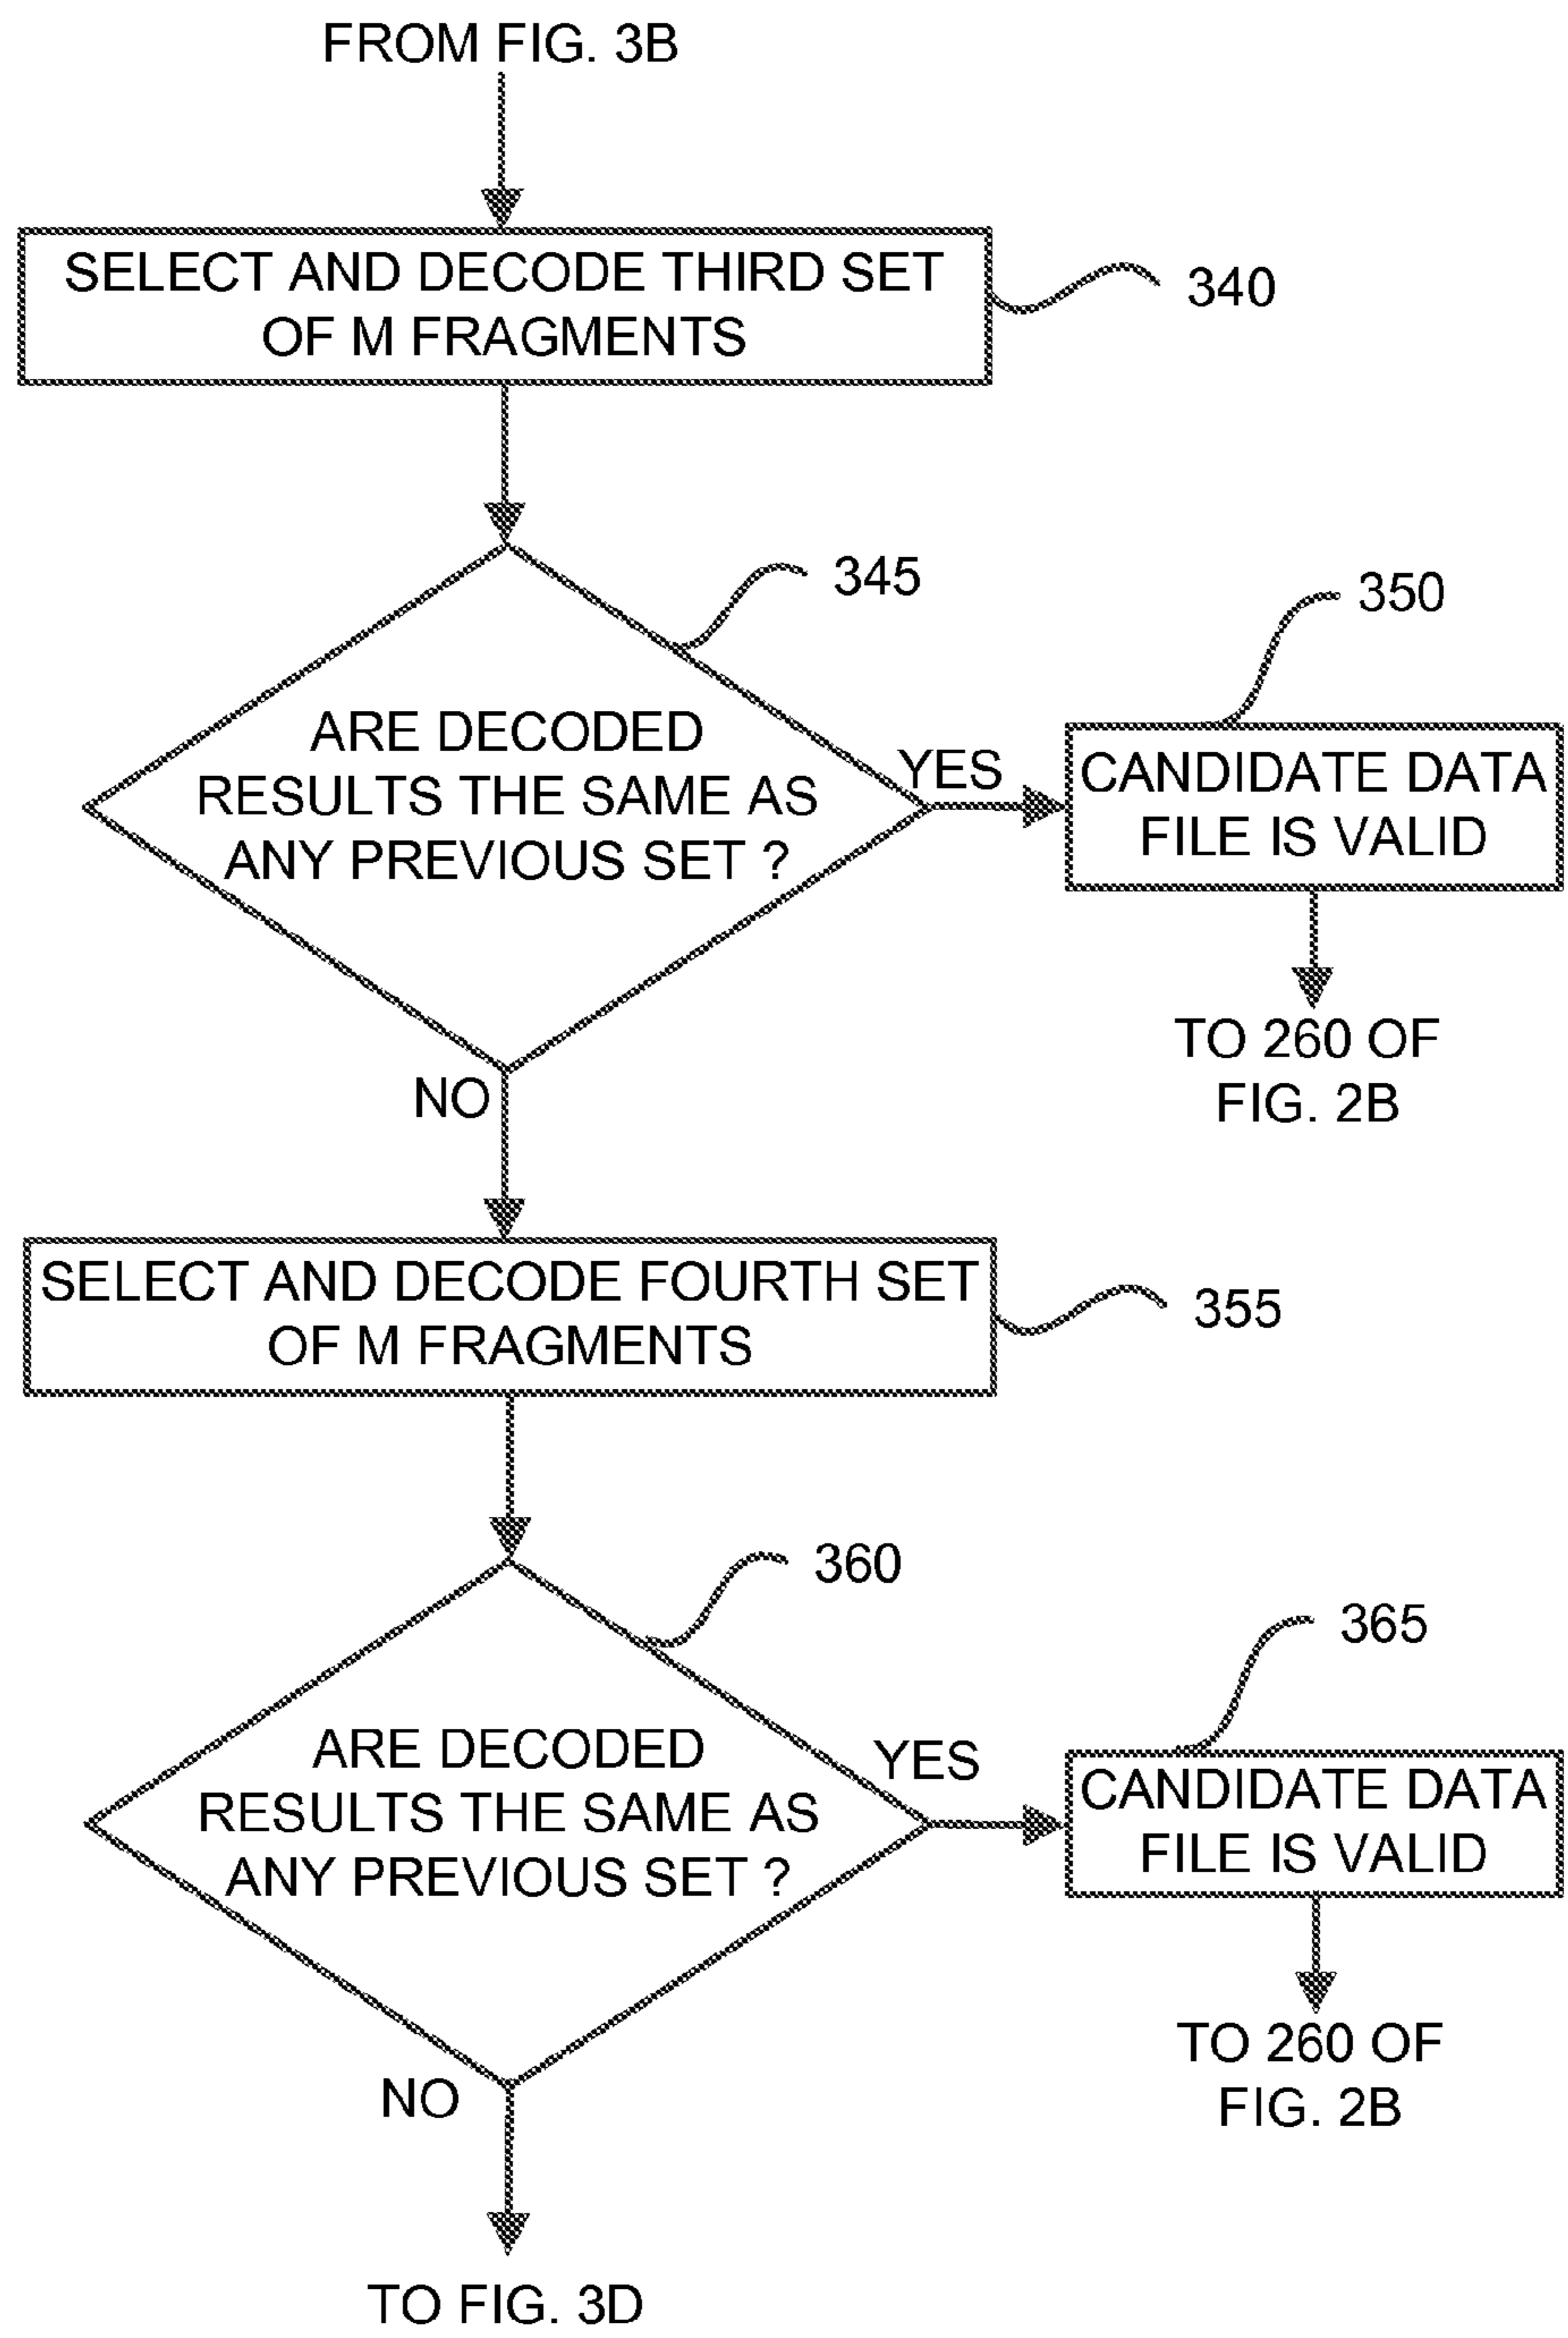 FROM FIG. 3B
SELECT AND DECODE THIRD SET
OF M FRAGMENTS
340
345
ARE DECODED
RESULTS THE SAME AS
ANY PREVIOUS SET ?
YES
350
CANDIDATE DATA
FILE IS VALID
TO 260 OF
FIG. 2B
NO
SELECT AND DECODE FOURTH SET
OF M FRAGMENTS
355
360
ARE DECODED
RESULTS THE SAME AS
ANY PREVIOUS SET ?
YES
365
CANDIDATE DATA
FILE IS VALID
TO 260 OF
FIG. 2B
NO
TO FIG. 3D